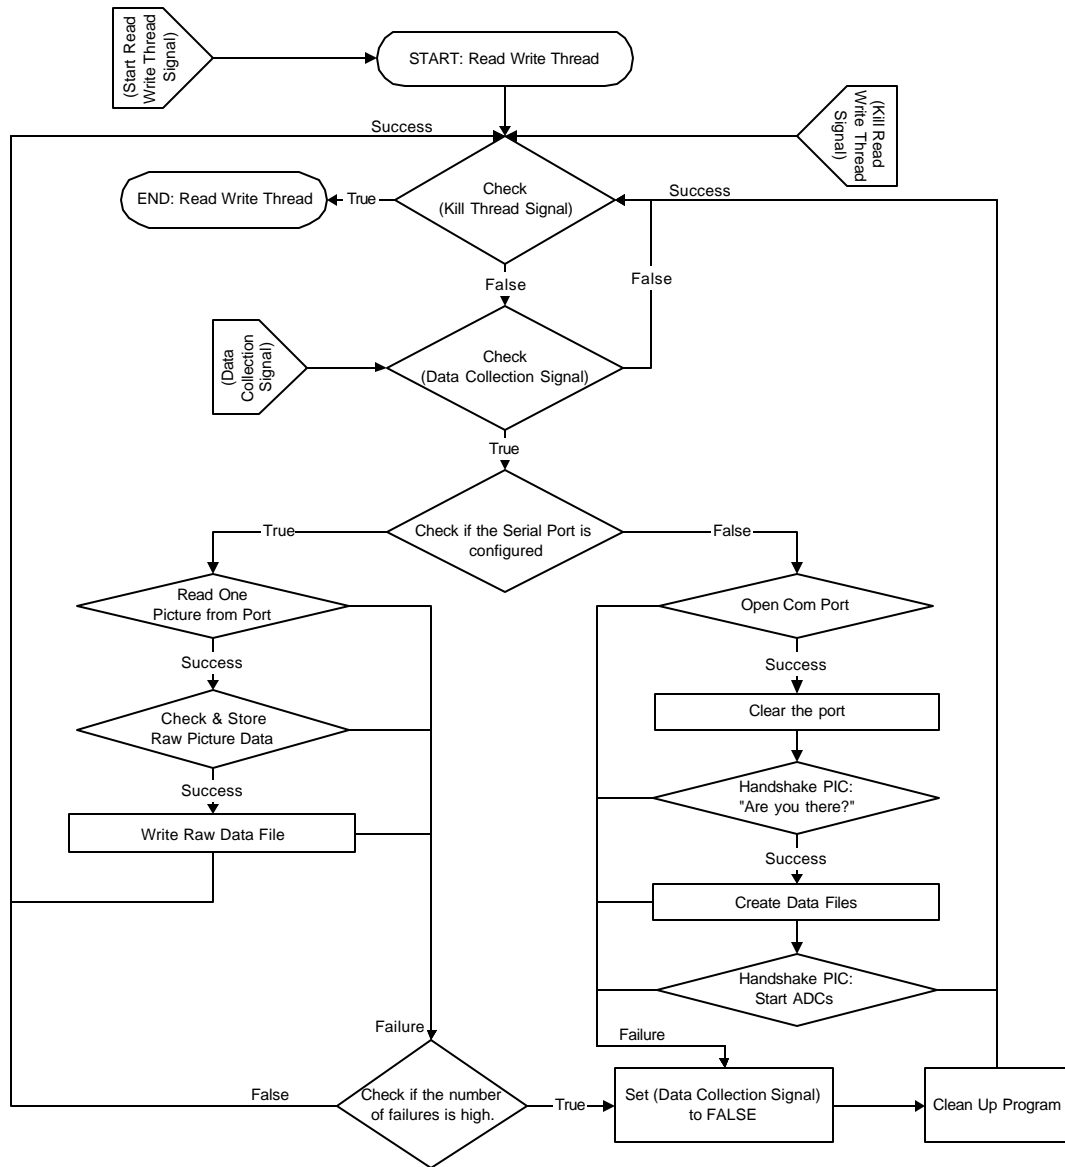 (Start Read
Write Thread
Signal)
START: Read Write Thread
(Kill Read
Write Thread
Signal)
Success
Check
(Kill Thread Signal)
True
END: Read Write Thread
Success
False
False
(Data
Collection
Signal)
Check
(Data Collection Signal)
True
Check if the Serial Port is
configured
True
False
Read One
Picture from Port
Open Com Port
Success
Success
Check & Store
Raw Picture Data
Clear the port
Success
Handshake PIC:
"Are you there?"
Write Raw Data File
Success
Create Data Files
Handshake PIC:
Start ADCs
Failure
Failure
False
Check if the number
of failures is high.
True
Set (Data Collection Signal)
to FALSE
Clean Up Program